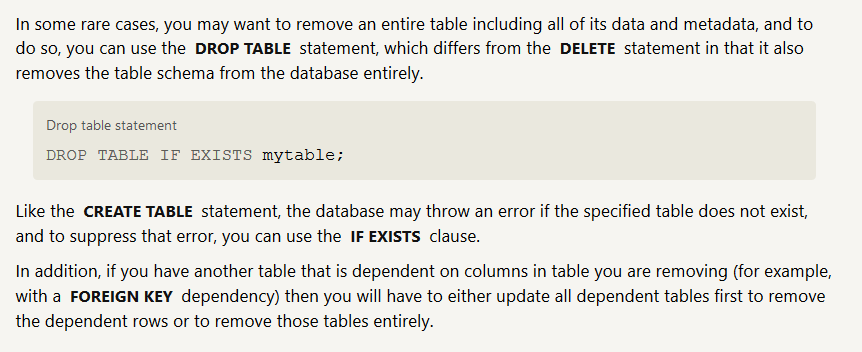 In some rare cases, you may want to remove an entire table including all of its data and metadata, and to
do so, you can use the DROP TABLE statement, which differs from the DELETE statement in that it also
removes the table schema from the database entirely.
Drop table statement
DROP TABLE IF EXISTS mytable;
Like the CREATE TABLE statement, the database may throw an error if the specified table does not exist,
and to suppress that error, you can use the IF EXISTS clause.
In addition, if you have another table that is dependent on columns in table you are removing (for example,
with a FOREIGN KEY dependency) then you will have to either update all dependent tables first to remove
the dependent rows or to remove those tables entirely.